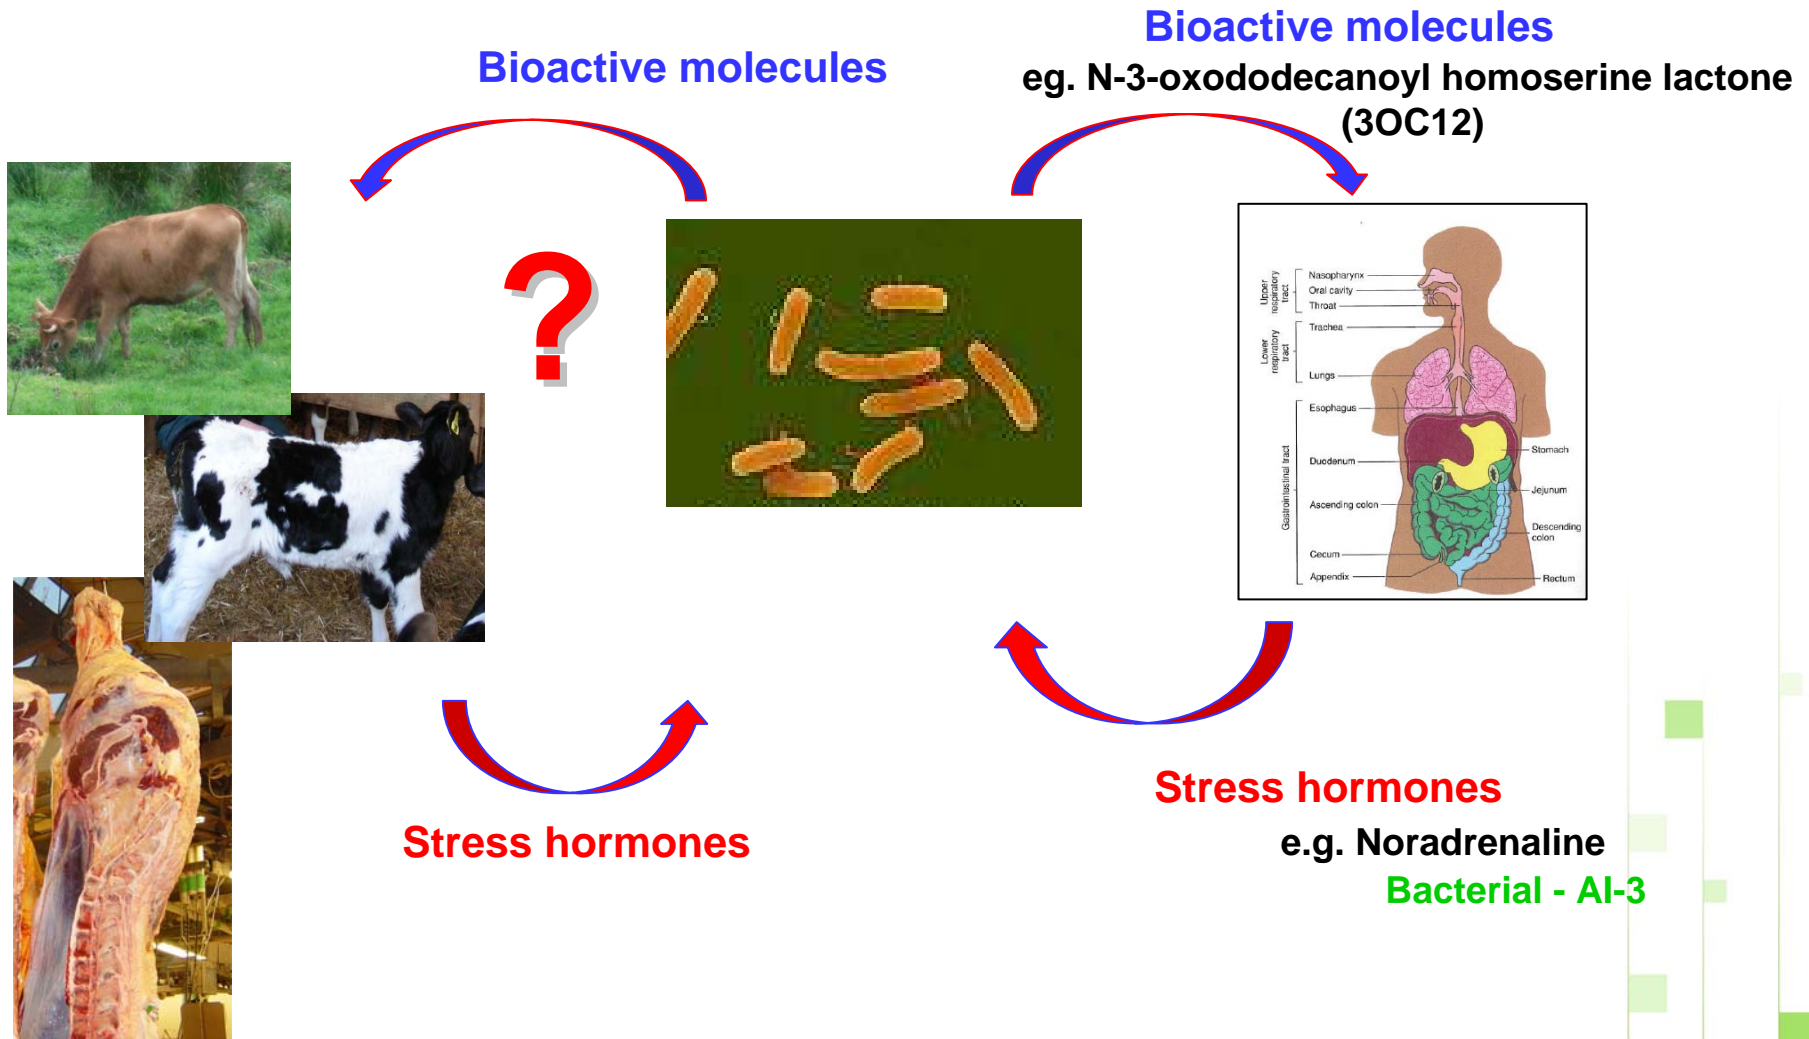 Bioactive molecules
Bioactive molecules
eg. N-3-oxododecanoyl homoserine lactone
(3OC12)
?
Upper
respiratory
tract
Nasopharynx
Oral cavity
Throat
Lower
respiratory
tract
Trachea
Lungs
Gastrointestinal tract
Esophagus
Duodenum
Ascending colon
Cecum
Appendix
Stomach
Jejunum
Descending
colon
Rectum
Stress hormones
Stress hormones
e.g. Noradrenaline
Bacterial - AI-3